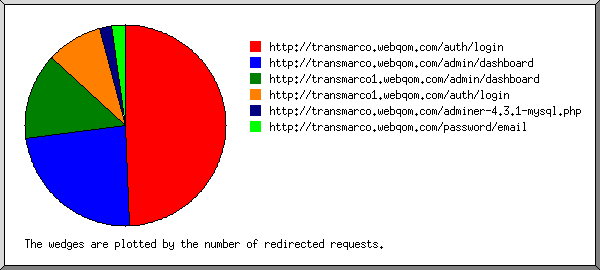 http://transmarco.webqom.com/auth/login
http://transmarco.webqom.com/admin/dashboard
http://transmarco1.webqom.com/admin/dashboard
http://transmarco1.webqom.com/auth/login
http://transmarco.webqom.com/adminer-4.3.1-mysql.php
http://transmarco.webqom.com/password/email
The wedges are plotted by the number of redirected requests.